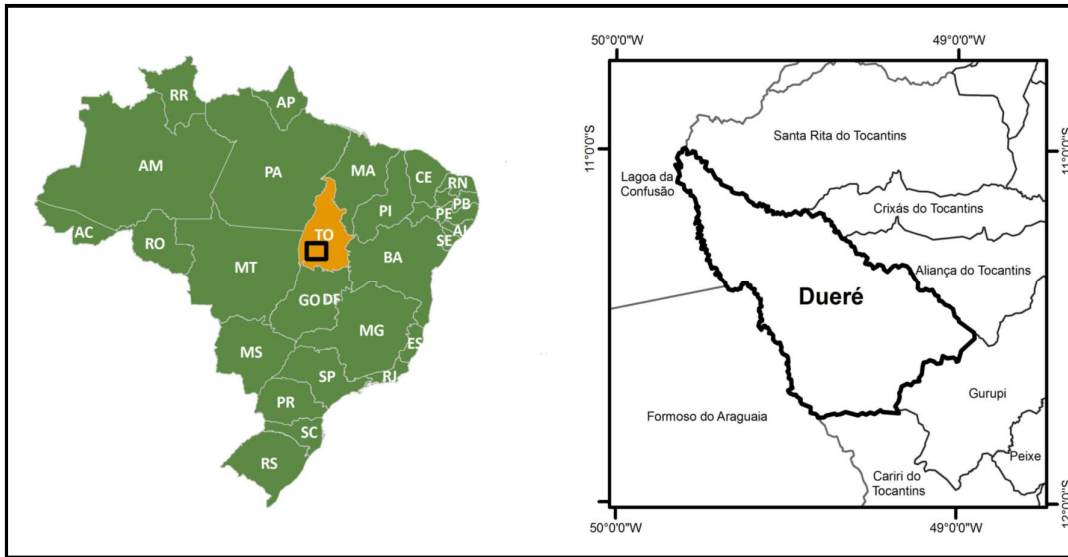 RR
AP
AM
PA
MA
CE
RN
PB
PI
PE
AL
SE
AC
RO
TO
BA
MT
GO DF
MG
ES
MS
SP
RJ
PR
SC
RS
50°0'0"W
49°0'0"W
11°0'0"S
11°0'0"S
Santa Rita do Tocantins
Lagoa da
Confusão
Crixás do Tocantins
Aliança do Tocantins
Dueré
Gurupi
Formoso do Araguaia
Peixe
Cariri do
Tocantins
12°0'0"S
50°0'0"W
49°0'0"W